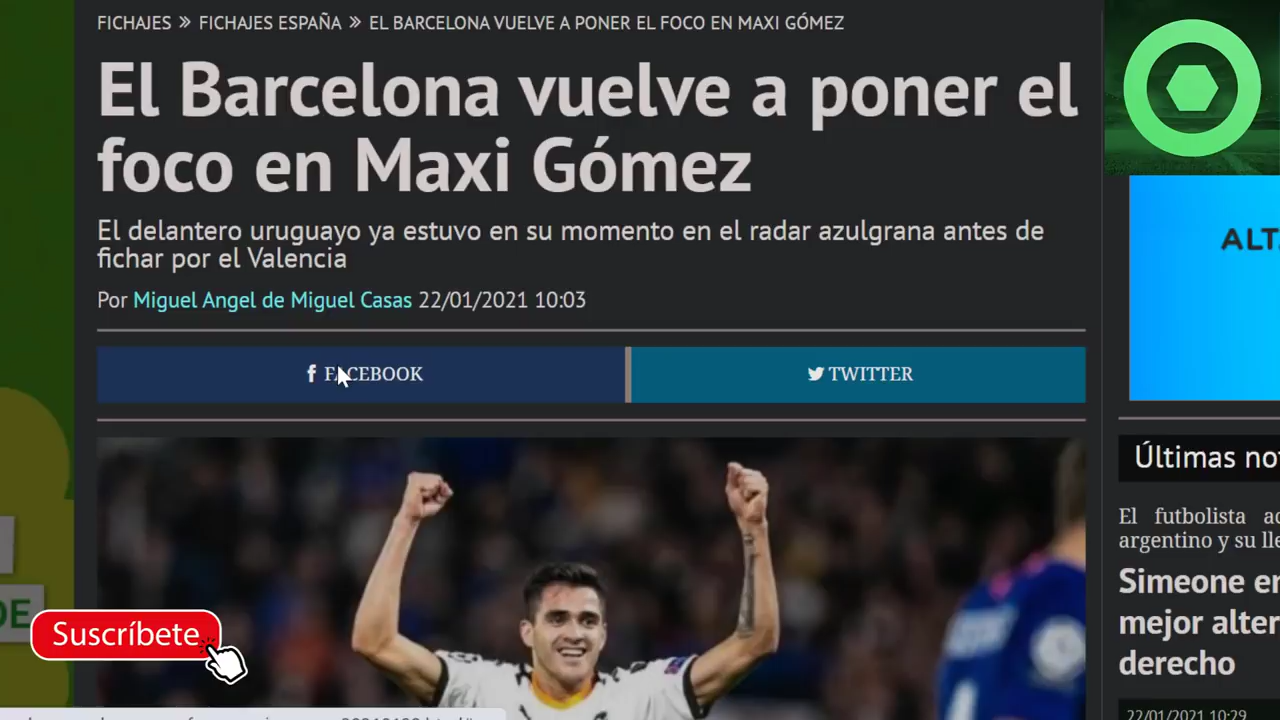 FICHAJES » FICHAJES ESPAÑA » EL BARCELONA VUELVE A PONER EL FOCO EN MAXI GÓMEZ
El Barcelona vuelve a poner el
foco en Maxi Gómez
El delantero uruguayo ya estuvo en su momento en el radar azulgrana antes de
fichar por el Valencia
Por Miguel Angel de Miguel Casas 22/01/2021 10:03
FACEBOOK
TWITTER
ALT
Últimas no
El futbolista
argentino y su
Simeone
mejor
derecho
22/01/2021 10:29
DE
Suscríbete